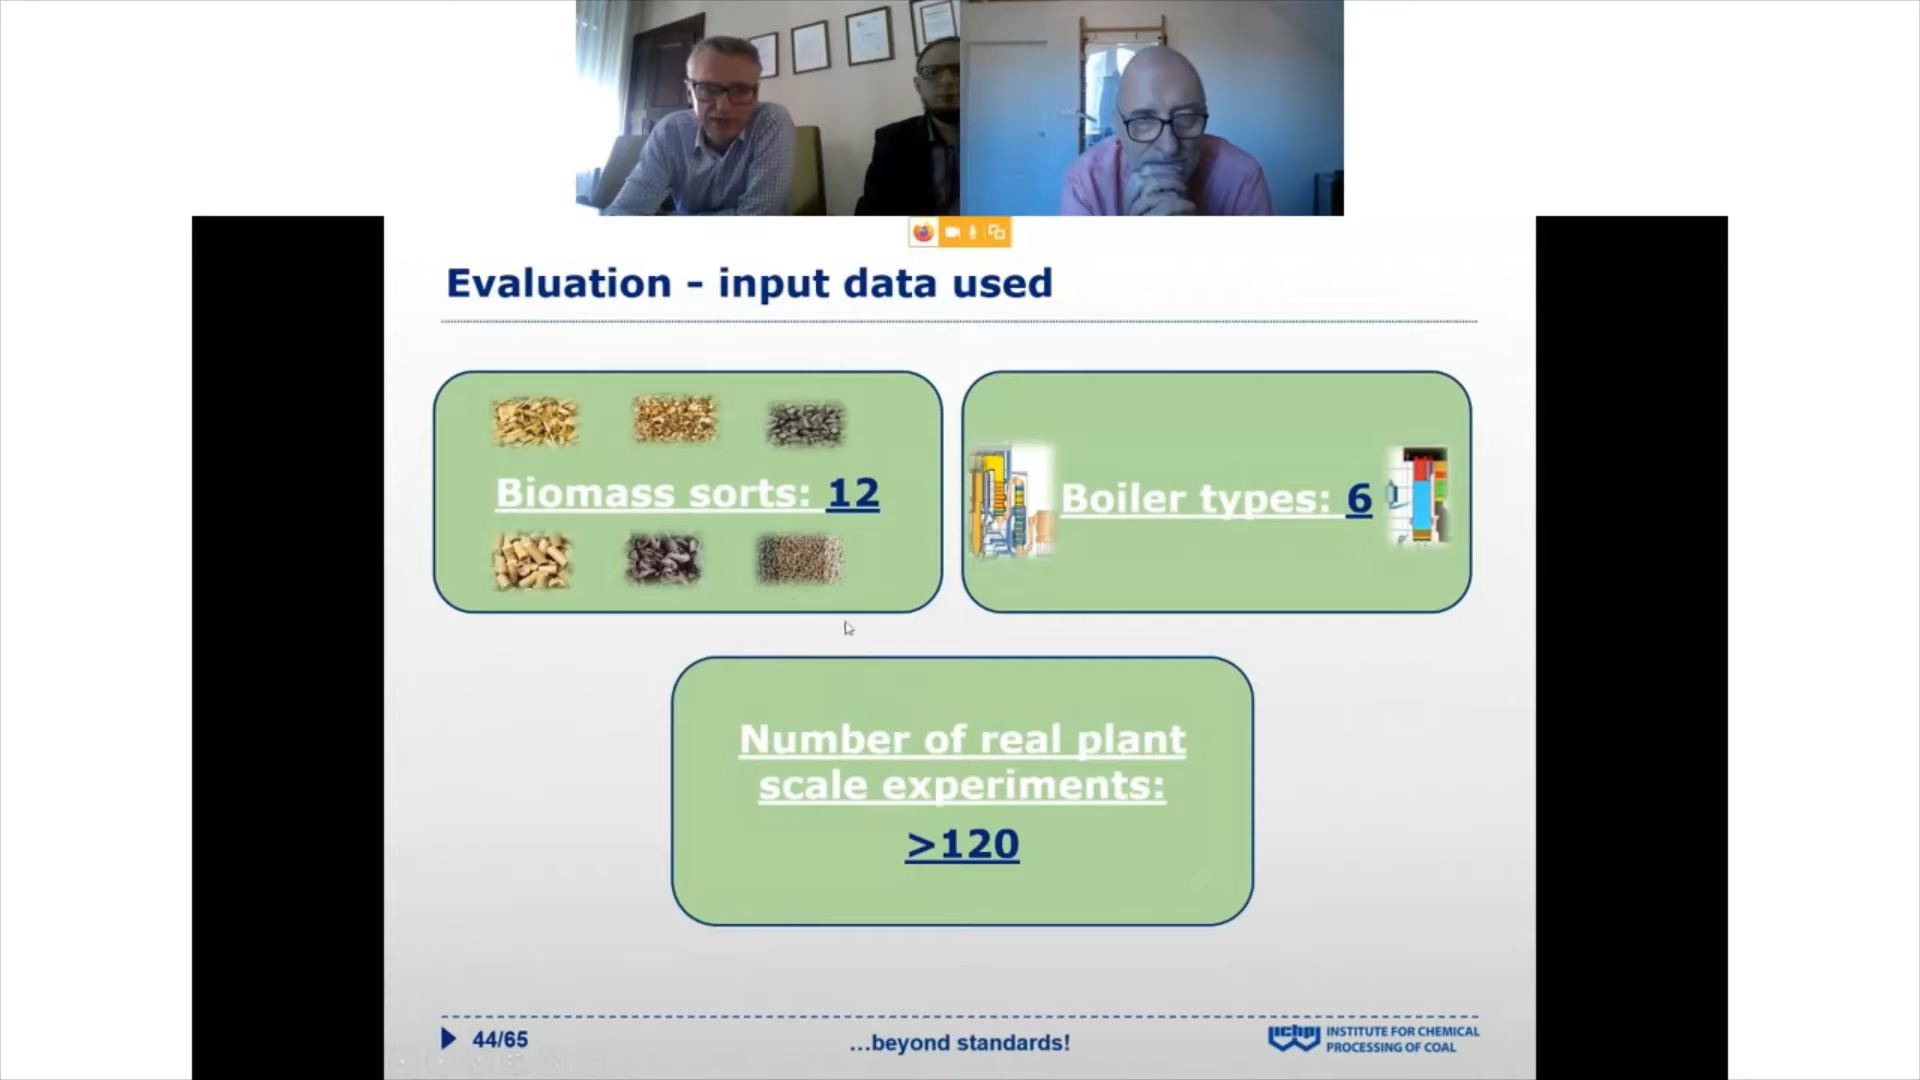 Evaluation - input data used
Biomass sorts: 12
Boiler types: 6
Number of real plant
scale experiments:
>120
44/65
...beyond standards!
ichpw
INSTITUTE FOR CHEMICAL
PROCESSING OF COAL